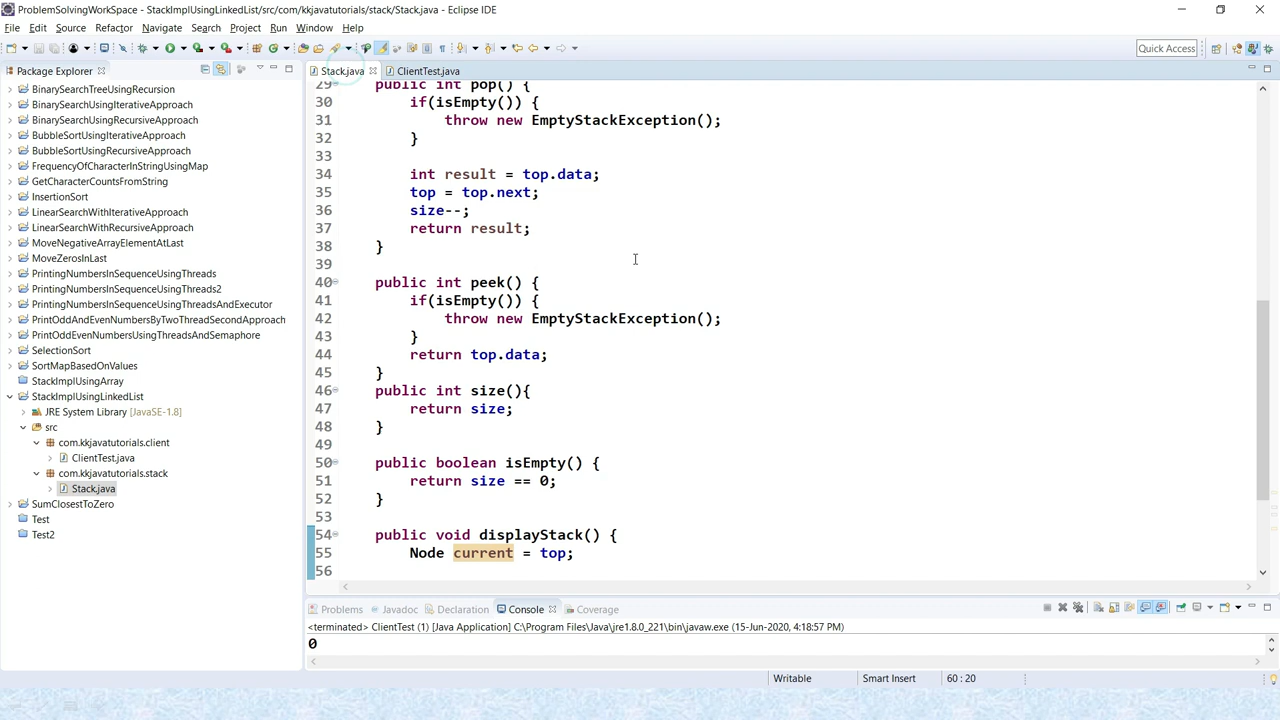 ProblemSolvingWorkSpace - StackImplUsingLinkedList/src/com/kkjavatutorials/stack/Stack.java - Eclipse IDE
File Edit Source Refactor Navigate Search Project Run Window Help
Quick Access
Package Explorer
Stack.java
ClientTest.java
BinarySearchTreeUsingRecursion
BinarySearchUsingIterativeApproach
BinarySearchUsingRecursiveApproach
BubbleSortUsingIterativeApproach
BubbleSortUsingRecursiveApproach
FrequencyOfCharacterInStringUsingMap
GetCharacterCountsFromString
InsertionSort
LinearSearchWithIterativeApproach
LinearSearchWithRecursiveApproach
MoveNegativeArrayElementAtLast
MoveZerosInLast
PrintingNumbersInSequenceUsingThreads
PrintingNumbersInSequenceUsingThreads2
PrintingNumbersInSequenceUsingThreadsAndExecutor
PrintOddAndEvenNumbersByTwoThreadSecondApproach
PrintOddEvenNumbersUsingThreadsAndSemaphore
SelectionSort
SortMapBasedOnValues
StackImplUsingArray
StackImplUsingLinkedList
JRE System Library [JavaSE-1.8]
src
com.kkjavatutorials.client
ClientTest.java
com.kkjavatutorials.stack
Stack.java
SumClosestToZero
Test
Test2
29 public int pop() {
30 if(isEmpty()) {
31 throw new EmptyStackException();
32 }
33
34 int result = top.data;
35 top = top.next;
36 size--;
37 return result;
38 }
39
40 public int peek() {
41 if(isEmpty()) {
42 throw new EmptyStackException();
43 }
44 return top.data;
45 }
46 public int size(){
47 return size;
48 }
49
50 public boolean isEmpty() {
51 return size == 0;
52 }
53
54 public void displayStack() {
55 Node current = top;
56
Problems Javadoc Declaration Console Coverage
<terminated> ClientTest (1) [Java Application] C:\Program Files\Java\jre1.8.0_221\bin\javaw.exe (15-Jun-2020, 4:18:57 PM)
0
Writable Smart Insert 60 : 20